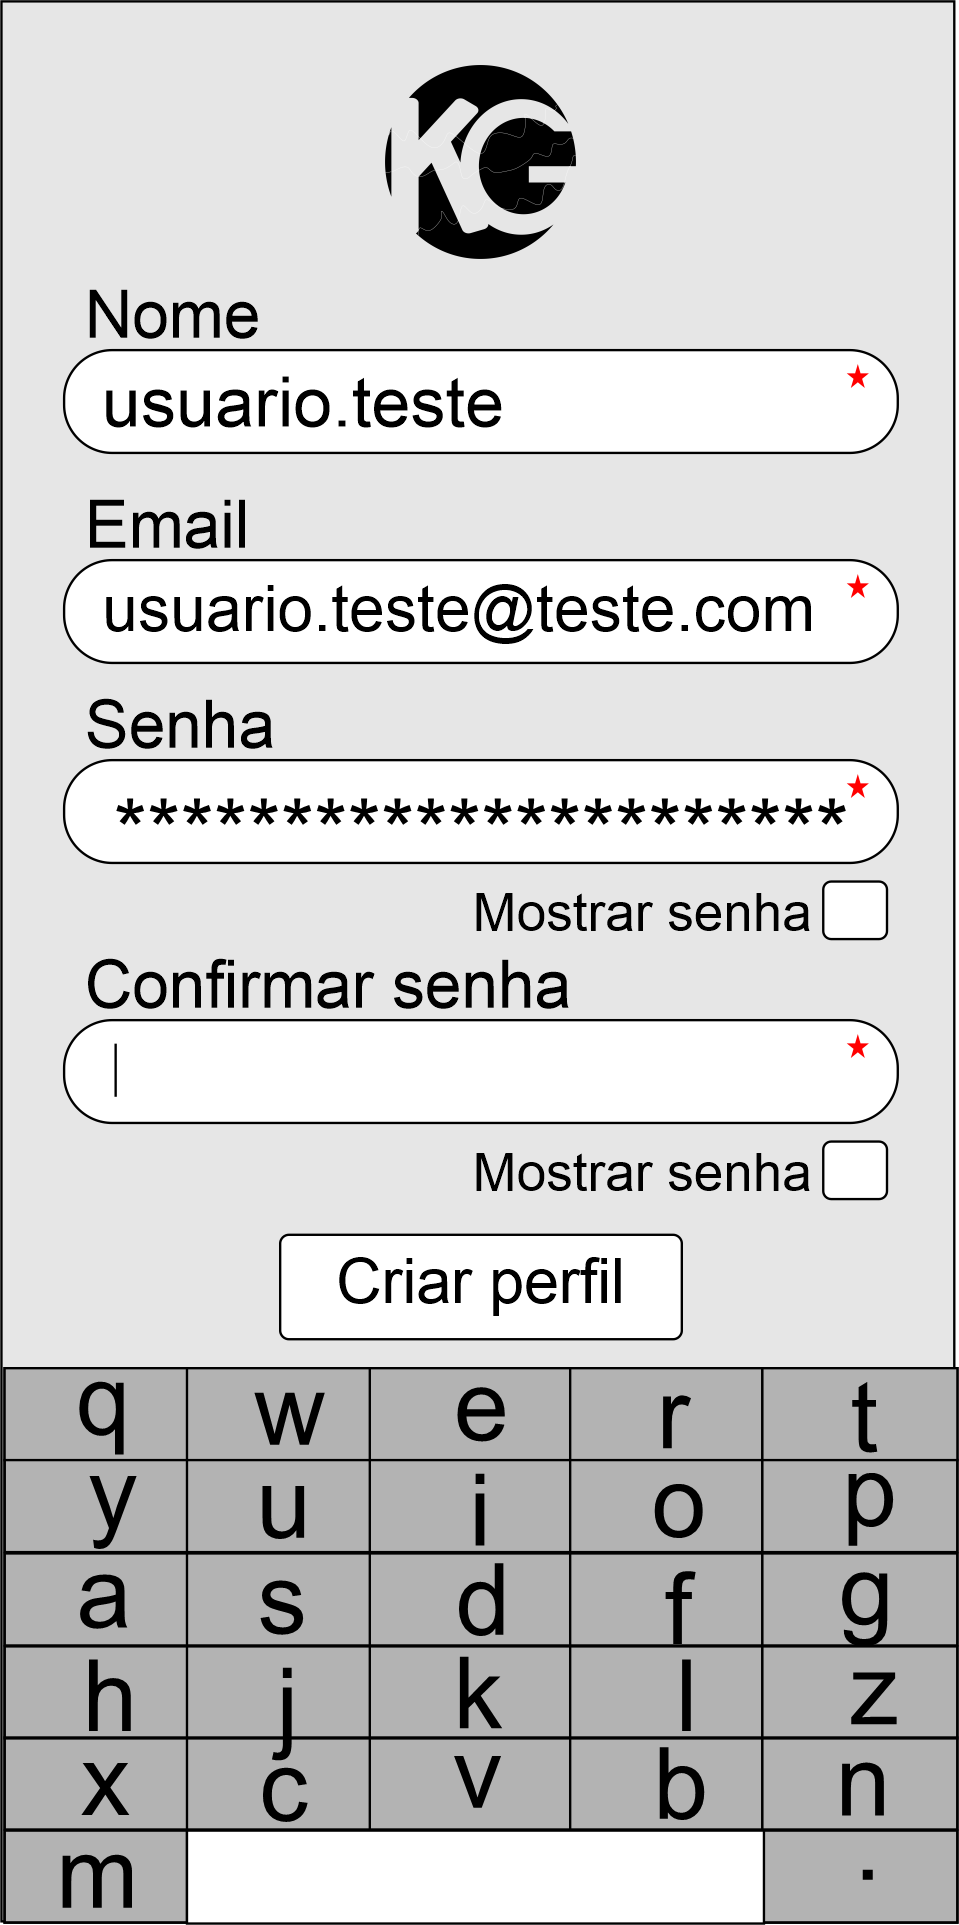 KG
Nome
usuario.teste
Email
usuario.teste@teste.com
Senha
**********************
Mostrar senha
Confirmar senha
Mostrar senha
Criar perfil
q w e r t
y u i o p
a s d f g
h j k l z
x c v b n
m .